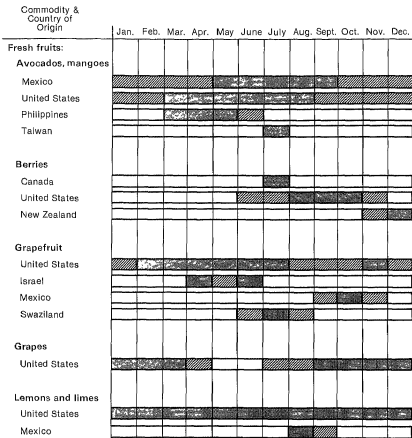 Commodity &
Country of
Origin
Jan. Feb. Mar. Apr. May June July Aug. Sept. Oct. Nov. Dec.
Fresh fruits:
Avocados, mangoes
Mexico
United States
Philippines
Taiwan
Berries
Canada
United States
New Zealand
Grapefruit
United States
Israel
Mexico
Swaziland
Grapes
United States
Lemons and limes
United States
Mexico